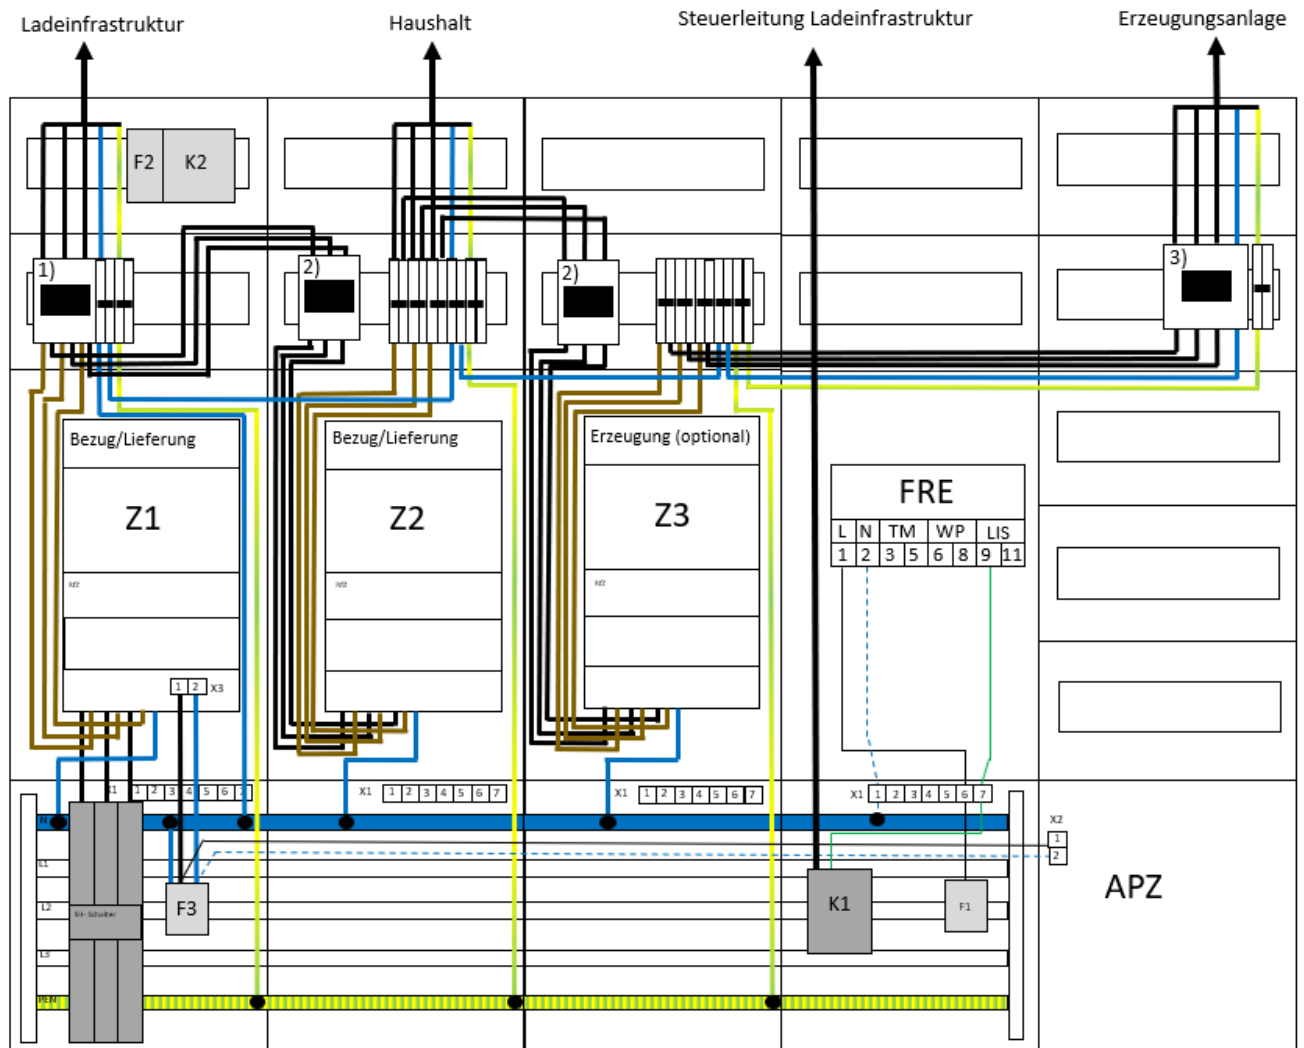 Ladeinfrastruktur
Haushalt
Steuerleitung Ladeinfrastruktur
Erzeugungsanlage
F2 K2
1)
2)
2)
3)
Bezug/Lieferung
Bezug/Lieferung
Erzeugung (optional)
Z1
Z2
Z3
FRE
L N TM WP LIS
1 2 3 5 6 8 9 11
1 2 X3
1 2 3 4 5 6 7
X1 1 2 3 4 5 6 7
X1 1 2 3 4 5 6 7
X1 1 2 3 4 5 6 7
X2
1
2
N
L1
L2
L3
PEN
SH - Schalter
F3
K1
F1
APZ